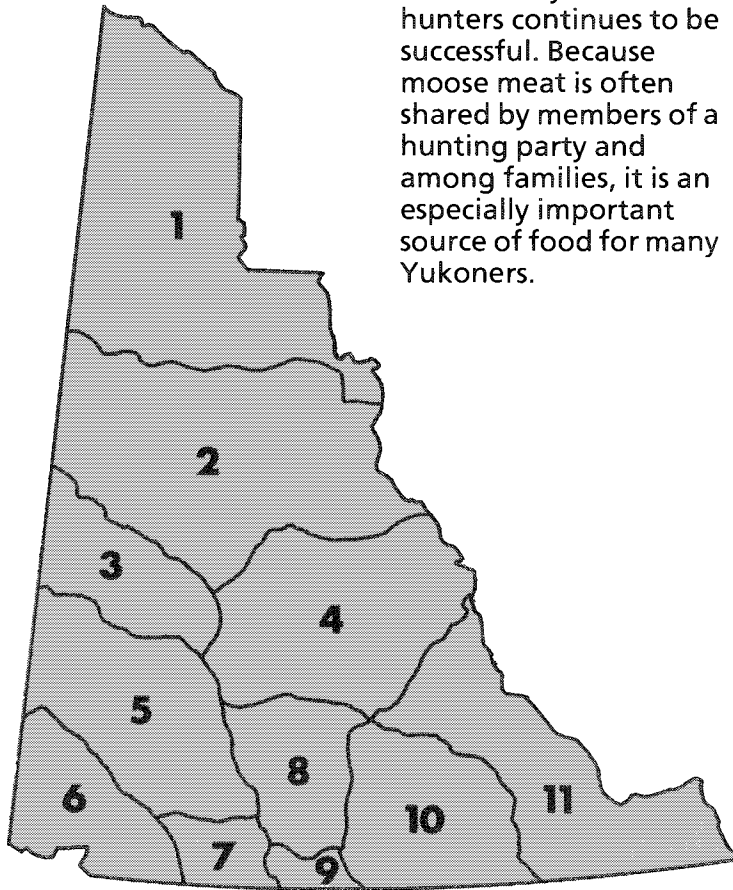 hunters continues to be
successful. Because
moose meat is often
shared by members of a
hunting party and
among families, it is an
especially important
source of food for many
Yukoners.
1
2
3
4
5
6
7
8
9
10
11